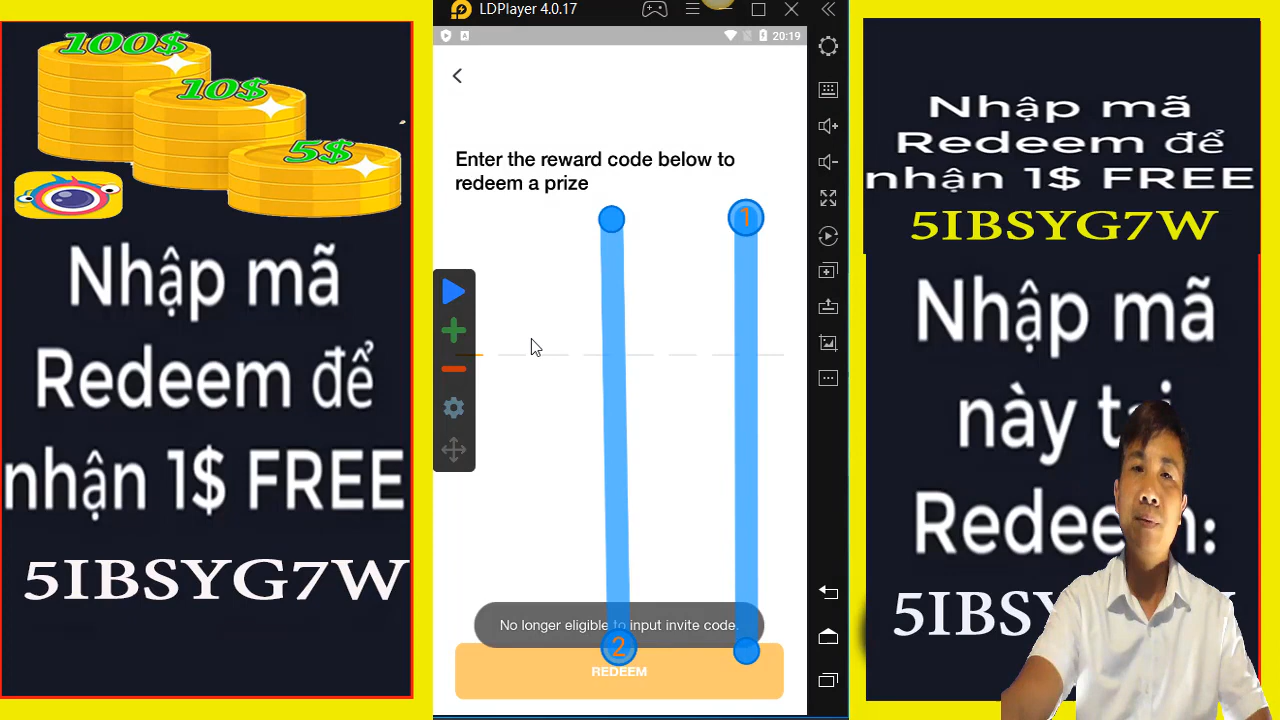 100$
10$
5$
Nhập mã
Redeem để
nhận 1$ FREE
5IBSYG7W
LDPlayer 4.0.17
20:19
Enter the reward code below to
redeem a prize
1
2
No longer eligible to input invite code.
REDEEM
Nhập mã
Redeem để
nhận 1$ FREE
5IBSYG7W
Nhập mã
này
Redeem: